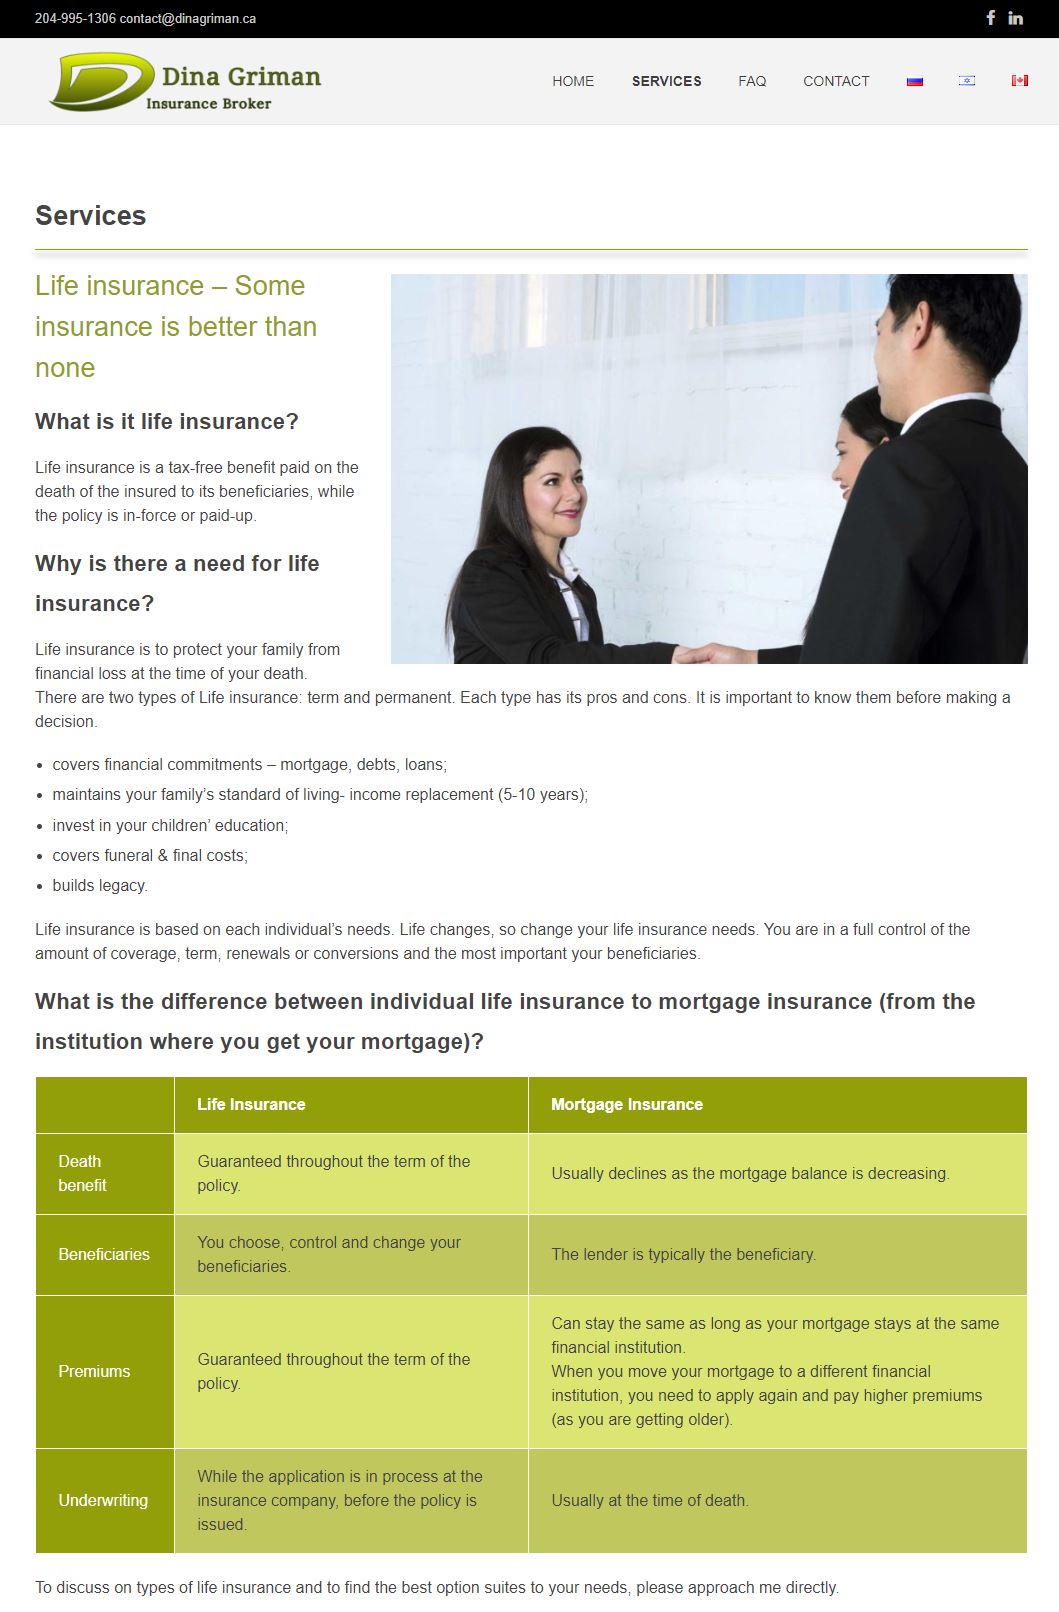 204-995-1306 contact@dinagriman.ca
Dina Griman
Insurance Broker
HOME SERVICES FAQ CONTACT
Services
Life insurance – Some
insurance is better than
none
What is it life insurance?
Life insurance is a tax-free benefit paid on the
death of the insured to its beneficiaries, while
the policy is in-force or paid-up.
Why is there a need for life
insurance?
Life insurance is to protect your family from
financial loss at the time of your death.
There are two types of Life insurance: term and permanent. Each type has its pros and cons. It is important to know them before making a
decision.
• covers financial commitments – mortgage, debts, loans;
• maintains your family’s standard of living- income replacement (5-10 years);
• invest in your children’ education;
• covers funeral & final costs;
• builds legacy.
Life insurance is based on each individual’s needs. Life changes, so change your life insurance needs. You are in a full control of the
amount of coverage, term, renewals or conversions and the most important your beneficiaries.
What is the difference between individual life insurance to mortgage insurance (from the
institution where you get your mortgage)?
Life Insurance
Mortgage Insurance
Death
benefit
Guaranteed throughout the term of the
policy.
Usually declines as the mortgage balance is decreasing.
Beneficiaries
You choose, control and change your
beneficiaries.
The lender is typically the beneficiary.
Premiums
Guaranteed throughout the term of the
policy.
Can stay the same as long as your mortgage stays at the same
financial institution.
When you move your mortgage to a different financial
institution, you need to apply again and pay higher premiums
(as you are getting older).
Underwriting
While the application is in process at the
insurance company, before the policy is
issued.
Usually at the time of death.
To discuss on types of life insurance and to find the best option suites to your needs, please approach me directly.